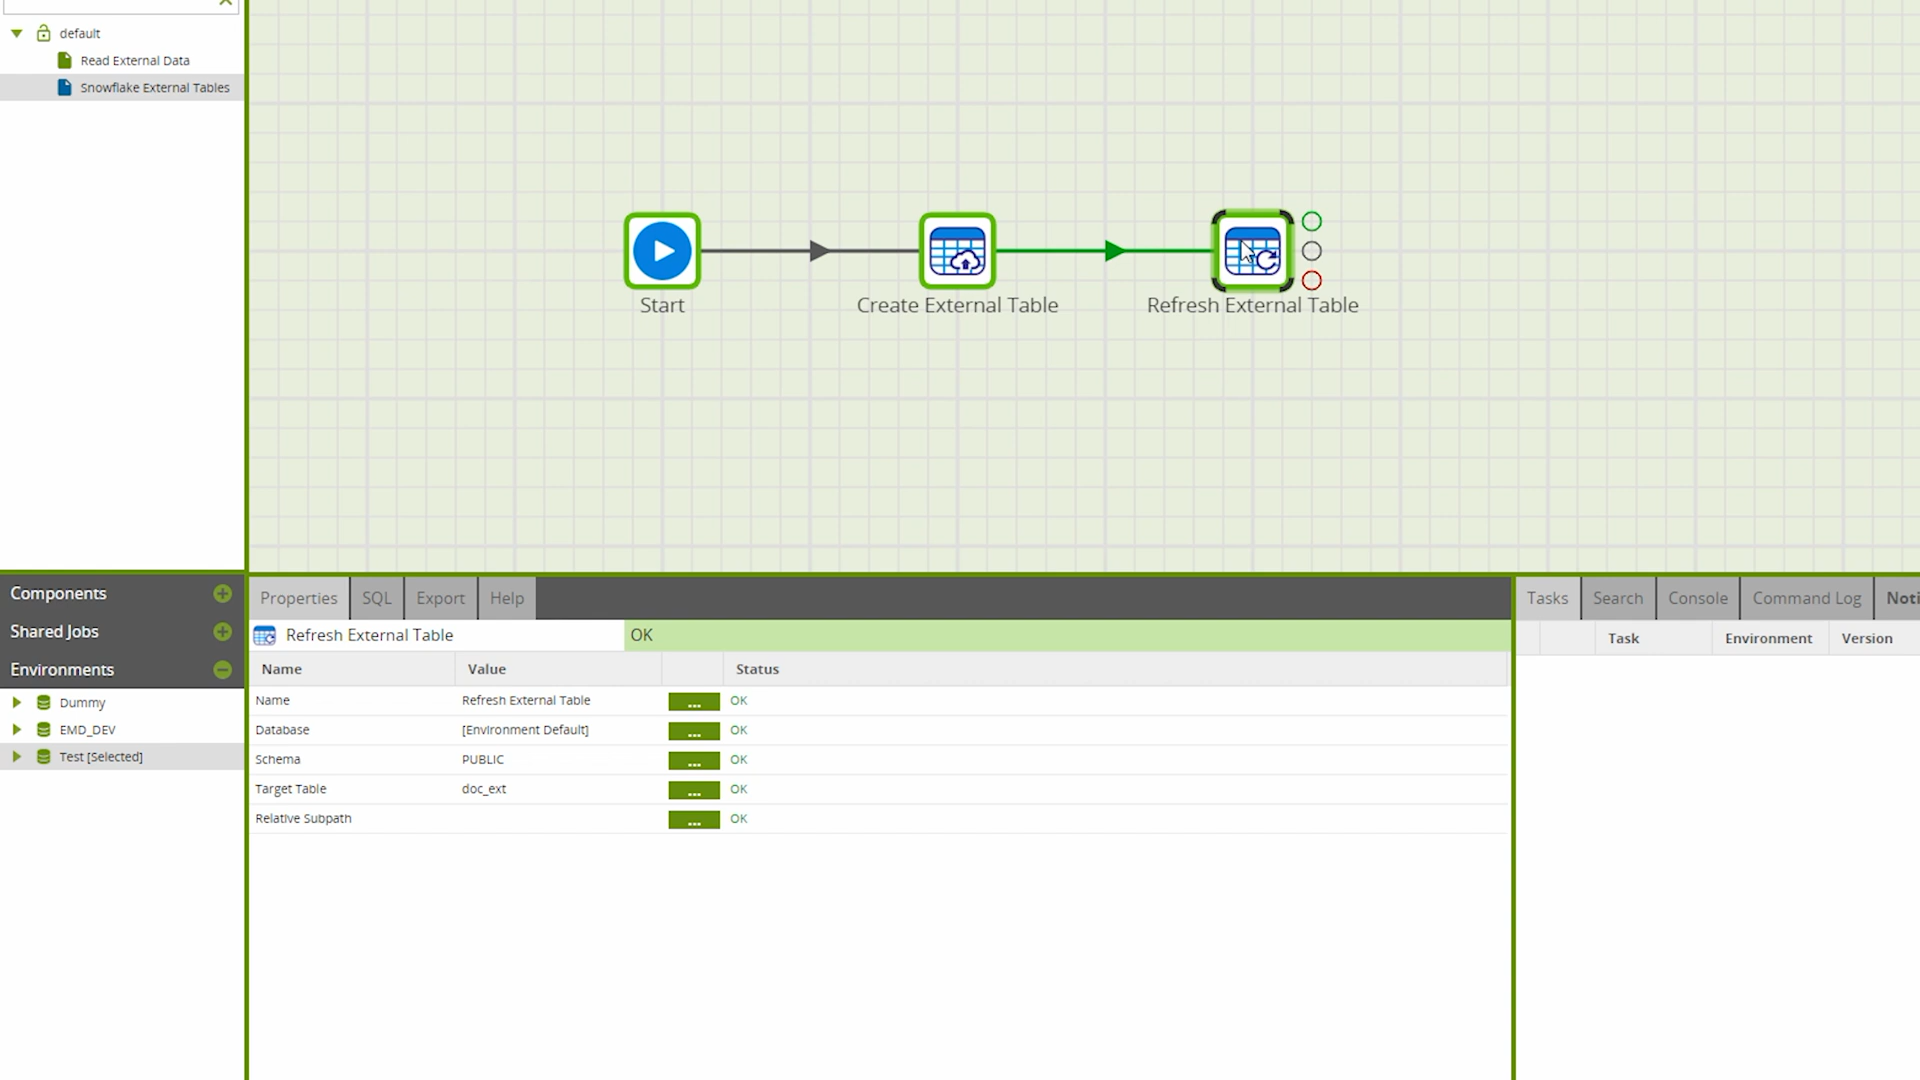 default
Read External Data
Snowflake External Tables
Start
Create External Table
Refresh External Table
Components
Shared Jobs
Environments
Dummy
EMD_DEV
Test [Selected]
Properties SQL Export Help
Refresh External Table OK
Name Value Status
Name Refresh External Table ... OK
Database [Environment Default] ... OK
Schema PUBLIC ... OK
Target Table doc_ext ... OK
Relative Subpath ... OK
Tasks Search Console Command Log Noti
Task Environment Version